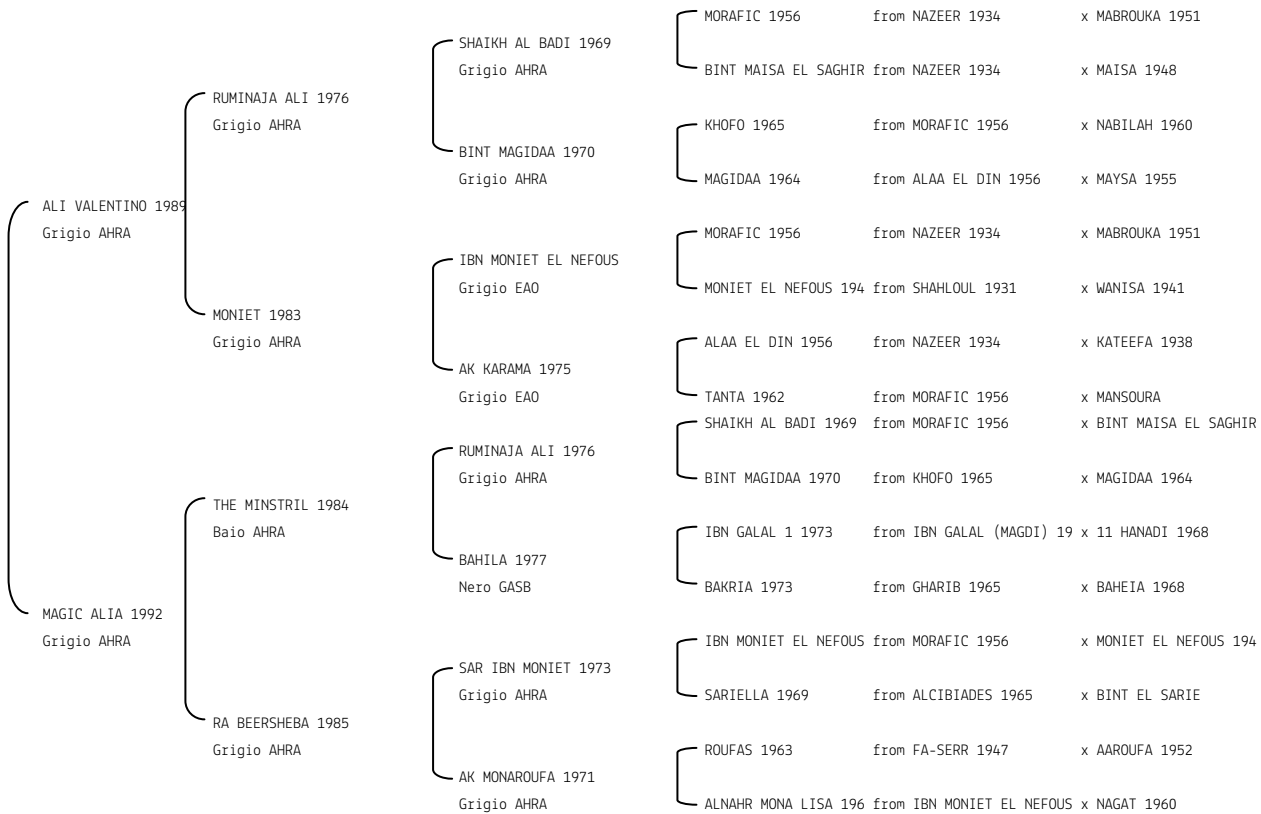 MORAFIC 1956 from NAZEER 1934 x MABROUKA 1951
SHAIKH AL BADI 1969
Grigio AHRA
BINT MAISA EL SAGHIR from NAZEER 1934 x MAISA 1948
RUMINAJA ALI 1976
Grigio AHRA
KHOFO 1965 from MORAFIC 1956 x NABILAH 1960
BINT MAGIDAA 1970
Grigio AHRA
MAGIDAA 1964 from ALAA EL DIN 1956 x MAYSA 1955
ALI VALENTINO 1989
Grigio AHRA
MORAFIC 1956 from NAZEER 1934 x MABROUKA 1951
IBN MONIET EL NEFOUS
Grigio EAO
MONIET EL NEFOUS 194 from SHAHLOUL 1931 x WANISA 1941
MONIET 1983
Grigio AHRA
ALAA EL DIN 1956 from NAZEER 1934 x KATEEFA 1938
AK KARAMA 1975
Grigio EAO
TANTA 1962 from MORAFIC 1956 x MANSOURA
SHAIKH AL BADI 1969 from MORAFIC 1956 x BINT MAISA EL SAGHIR
RUMINAJA ALI 1976
Grigio AHRA
BINT MAGIDAA 1970 from KHOFO 1965 x MAGIDAA 1964
THE MINSTRIL 1984
Baio AHRA
IBN GALAL 1 1973 from IBN GALAL (MAGDI) 19 x 11 HANADI 1968
BAHILA 1977
Nero GASB
BAKRIA 1973 from GHARIB 1965 x BAHEIA 1968
MAGIC ALIA 1992
Grigio AHRA
IBN MONIET EL NEFOUS from MORAFIC 1956 x MONIET EL NEFOUS 194
SAR IBN MONIET 1973
Grigio AHRA
SARIELLA 1969 from ALCIBIADES 1965 x BINT EL SARIE
RA BEERSHEBA 1985
Grigio AHRA
ROUFAS 1963 from FA-SERR 1947 x AAROUFA 1952
AK MONAROUFA 1971
Grigio AHRA
ALNAHR MONA LISA 196 from IBN MONIET EL NEFOUS x NAGAT 1960